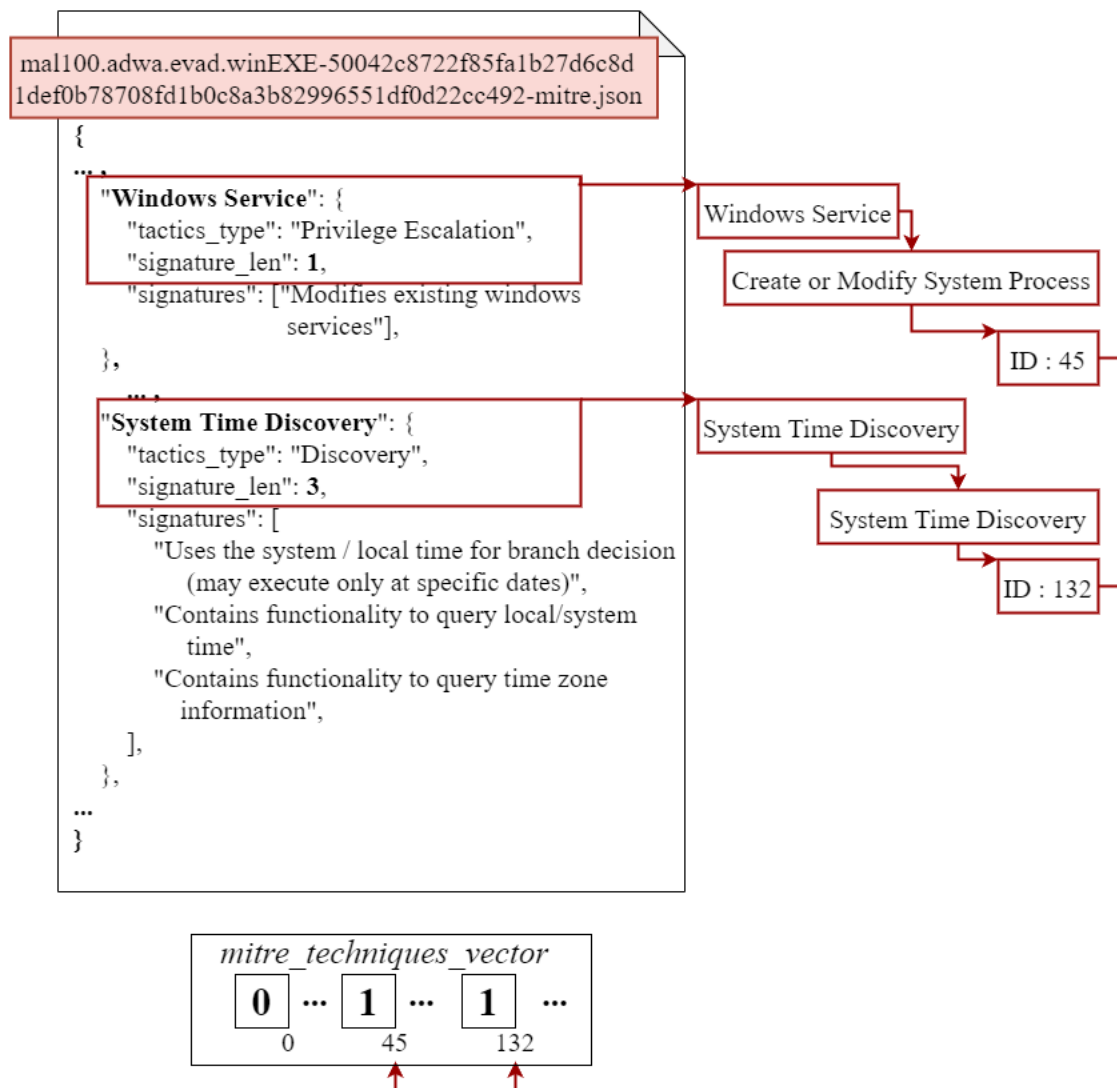 mal100.adwa.evad.winEXE-50042c8722f85fa1b27d6c8d
1def0b78708fd1b0c8a3b82996551df0d22cc492-mitre.json
{
... ,
"Windows Service": {
"tactics_type": "Privilege Escalation",
"signature_len": 1,
"signatures": ["Modifies existing windows
services"],
},
... ,
"System Time Discovery": {
"tactics_type": "Discovery",
"signature_len": 3,
"signatures": [
"Uses the system / local time for branch decision
(may execute only at specific dates)",
"Contains functionality to query local/system
time",
"Contains functionality to query time zone
information",
],
},
...
}
Windows Service
Create or Modify System Process
ID : 45
System Time Discovery
System Time Discovery
ID : 132
mitre_techniques_vector
0 ... 1 ... 1 ...
0 45 132